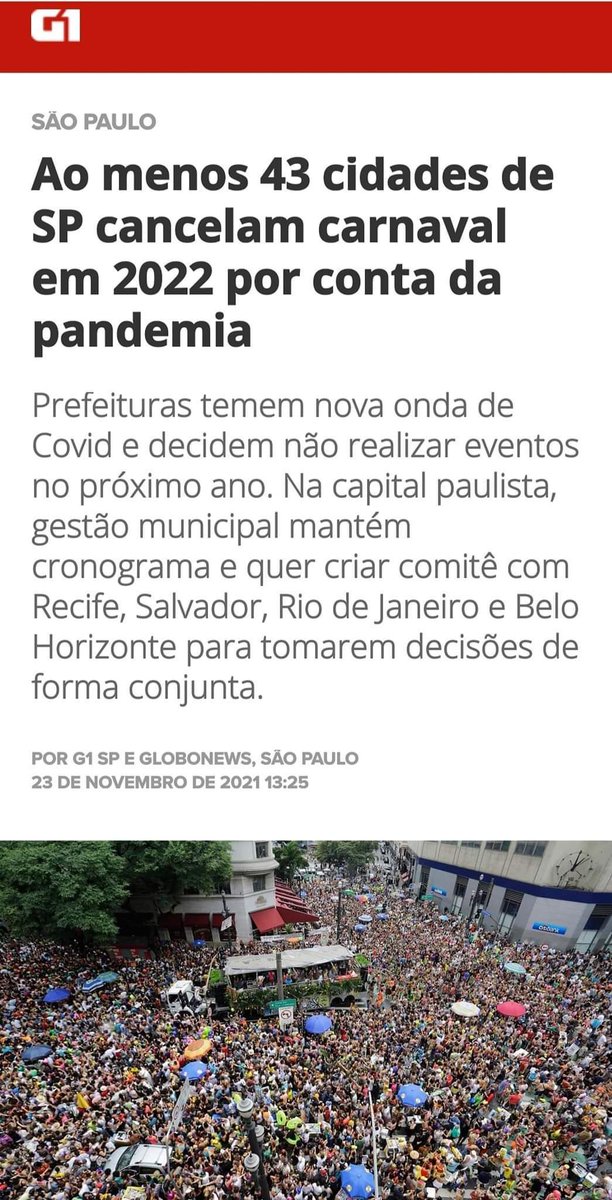 G1
SÃO PAULO
Ao menos 43 cidades de
SP cancelam carnaval
em 2022 por conta da
pandemia
Prefeituras temem nova onda de
Covid e decidem não realizar eventos
no próximo ano. Na capital paulista,
gestão municipal mantém
cronograma e quer criar comitê com
Recife, Salvador, Rio de Janeiro e Belo
Horizonte para tomarem decisões de
forma conjunta.
POR G1 SP E GLOBONEWS, SÃO PAULO
23 DE NOVEMBRO DE 2021 13:25